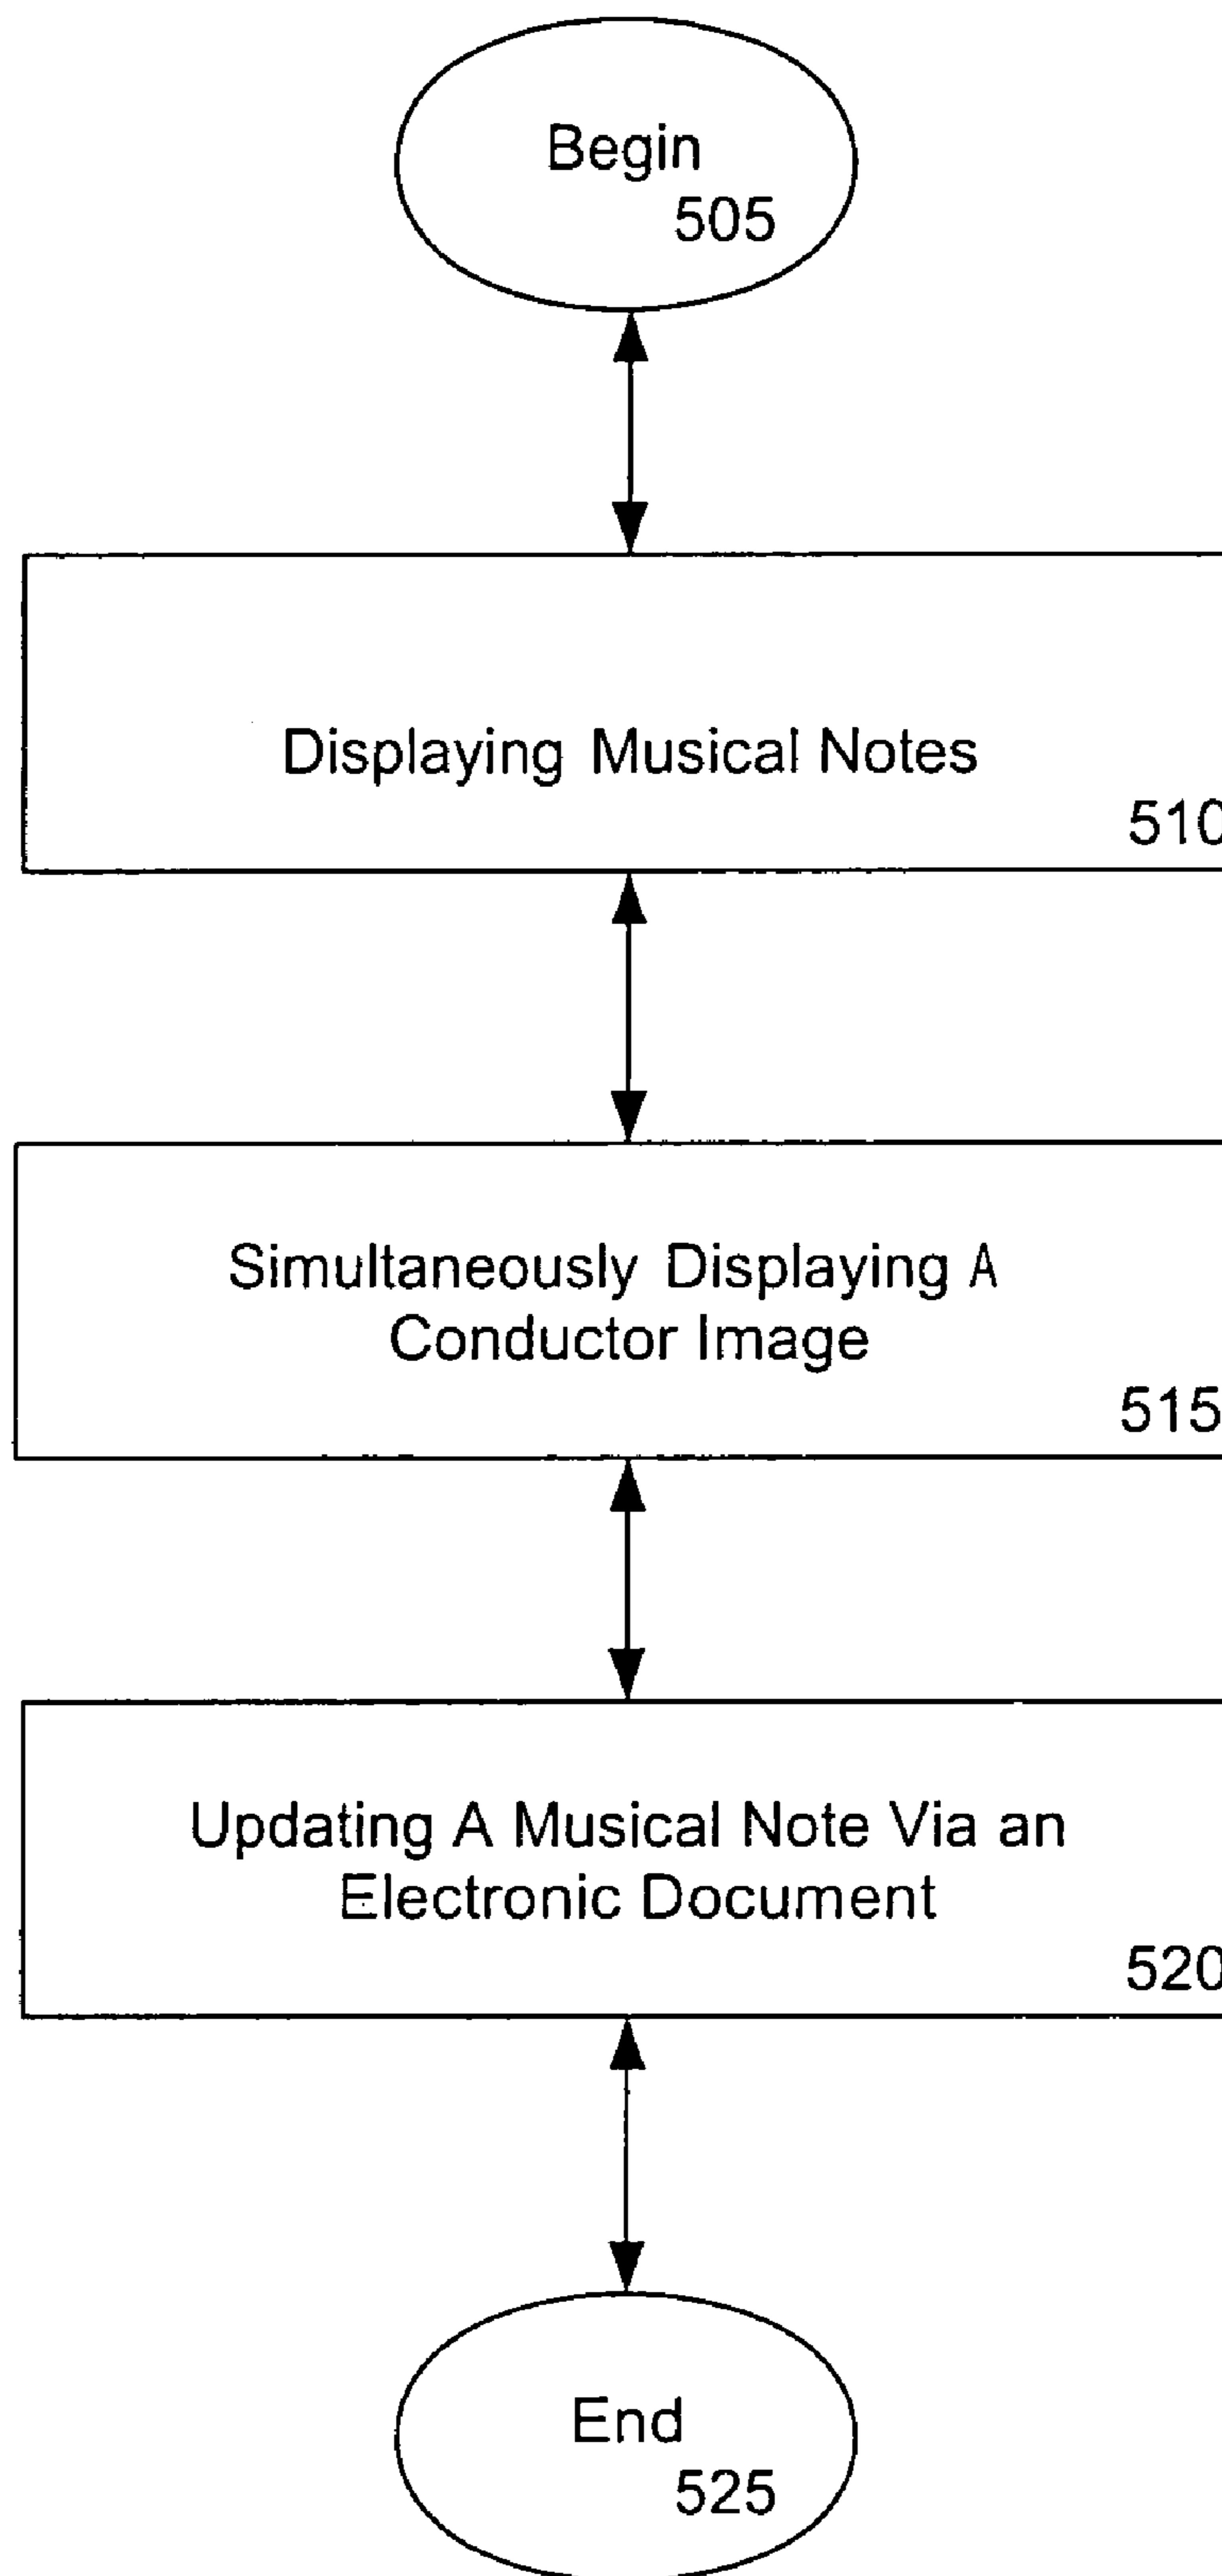 Begin
505
Displaying Musical Notes
510
Simultaneously Displaying A
Conductor Image
515
Updating A Musical Note Via an
Electronic Document
520
End
525